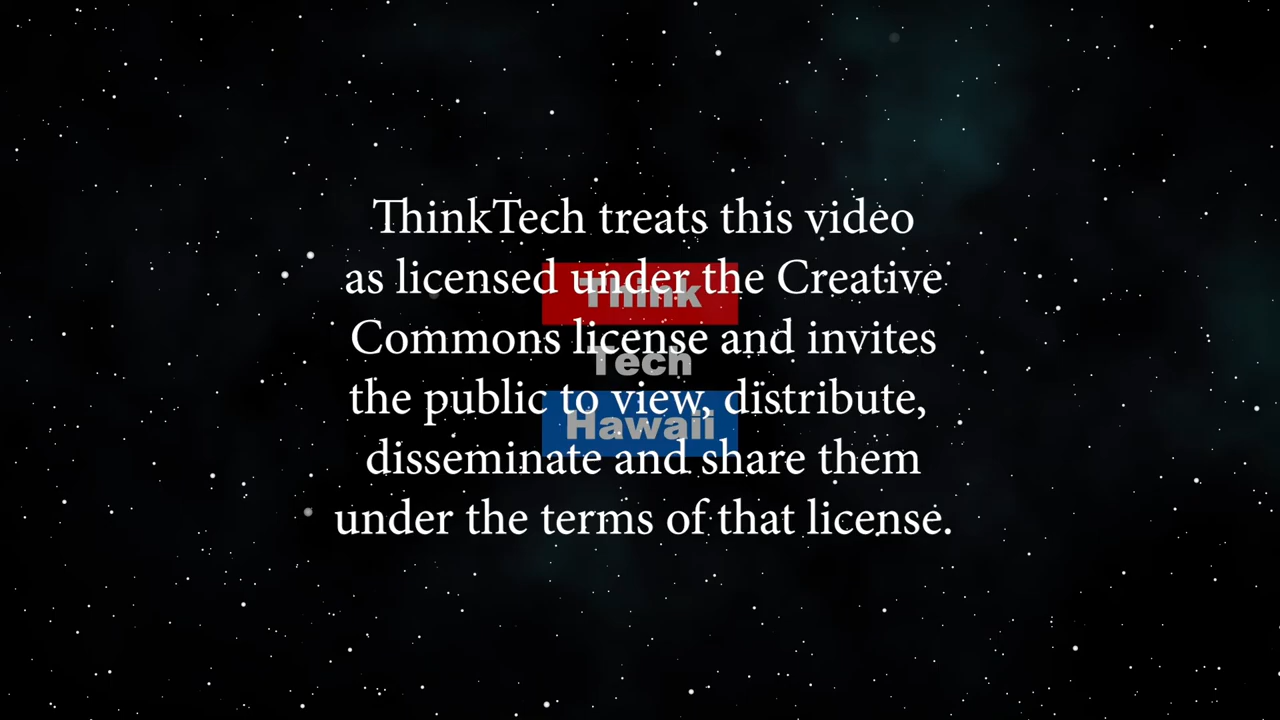 ThinkTech treats this video
as licensed under the Creative
Think
Commons license and invites
Tech
the public to view, distribute,
Hawaii
disseminate and share them
under the terms of that license.